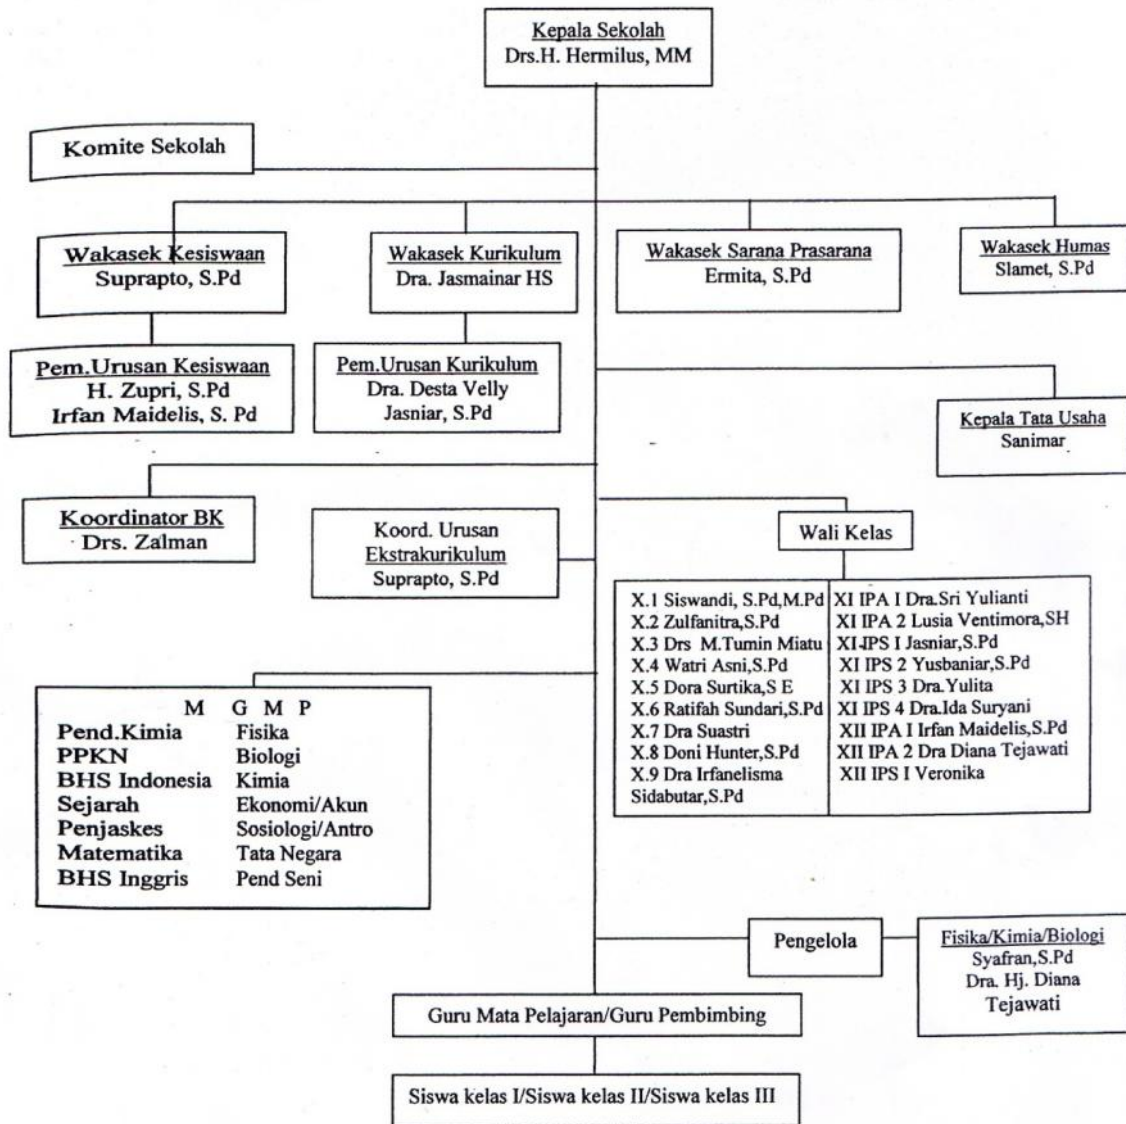 Kepala Sekolah
Drs.H. Hermilus, MM
Komite Sekolah
Wakasek Kesiswaan
Suprapto, S.Pd
Wakasek Kurikulum
Dra. Jasmainar HS
Wakasek Sarana Prasarana
Ermita, S.Pd
Wakasek Humas
Slamet, S.Pd
Pem.Urusan Kesiswaan
H. Zupri, S.Pd
Irfan Maidelis, S. Pd
Pem.Urusan Kurikulum
Dra. Desta Velly
Jasniar, S.Pd
Kepala Tata Usaha
Sanimar
Koordinator BK
Drs. Zalman
Koord. Urusan
Ekstrakurikulum
Suprapto, S.Pd
Wali Kelas
X.1 Siswandi, S.Pd,M.Pd
X.2 Zulfanitra,S.Pd
X.3 Drs M.Tumin Miatu
X.4 Watri Asni,S.Pd
X.5 Dora Surtika,S E
X.6 Ratifah Sundari,S.Pd
X.7 Dra Suastri
X.8 Doni Hunter,S.Pd
X.9 Dra Irfanelisma
Sidabutar,S.Pd
XI IPA I Dra.Sri Yulianti
XI IPA 2 Lusia Ventimora,SH
XI.IPS I Jasniar,S.Pd
XI IPS 2 Yusbaniar,S.Pd
XI IPS 3 Dra.Yulita
XI IPS 4 Dra.Ida Suryani
XII IPA I Irfan Maidelis,S.Pd
XII IPA 2 Dra Diana Tejawati
XII IPS I Veronika
M G M P
Pend.Kimia Fisika
PPKN Biologi
BHS Indonesia Kimia
Sejarah Ekonomi/Akun
Penjaskes Sosiologi/Antro
Matematika Tata Negara
BHS Inggris Pend Seni
Pengelola
Fisika/Kimia/Biologi
Syafran,S.Pd
Dra. Hj. Diana
Tejawati
Guru Mata Pelajaran/Guru Pembimbing
Siswa kelas I/Siswa kelas II/Siswa kelas III